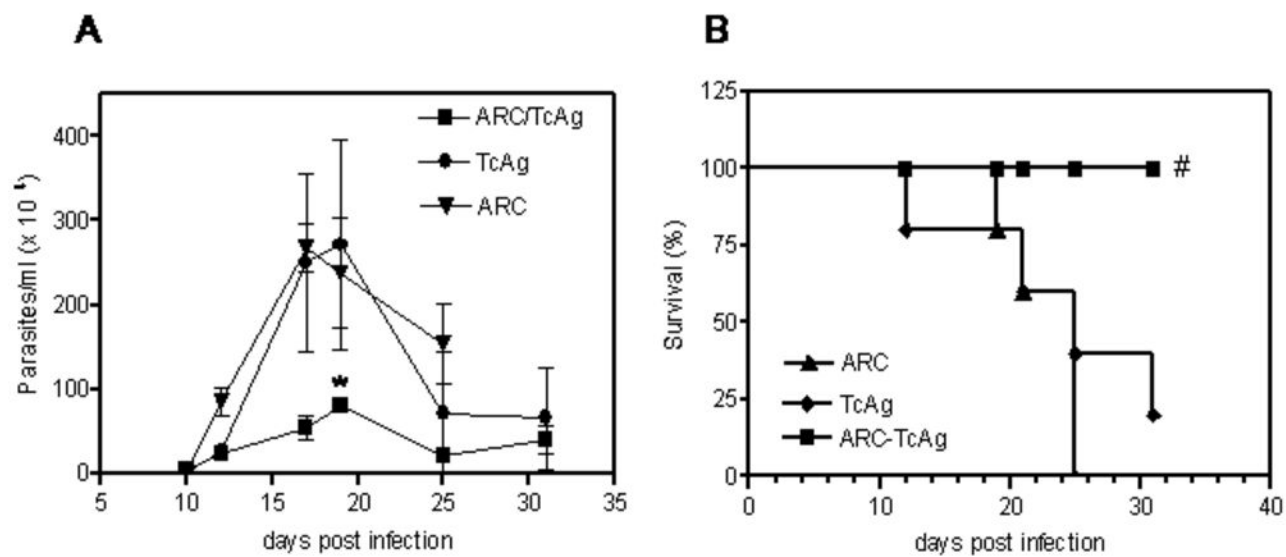 A
Parasites/ml (x 10 ⁴)
400
300
200
100
0
ARC/TcAg
TcAg
ARC
*
5 10 15 20 25 30 35
days post infection
B
Survival (%)
125
100
75
50
25
0
#
ARC
TcAg
ARC-TcAg
0 10 20 30 40
days post infection